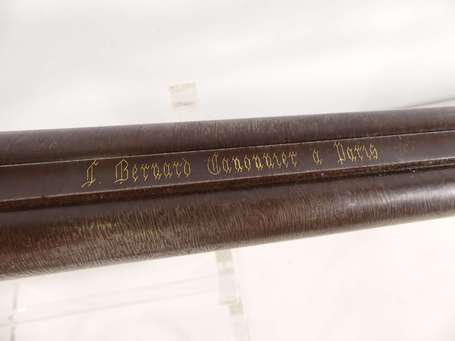 L. Bernard Canonnier a Paris